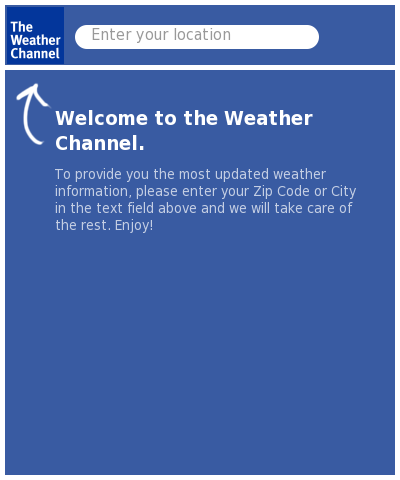 The
Weather
Channel
Enter your location
Welcome to the Weather
Channel.
To provide you the most updated weather
information, please enter your Zip Code or City
in the text field above and we will take care of
the rest. Enjoy!